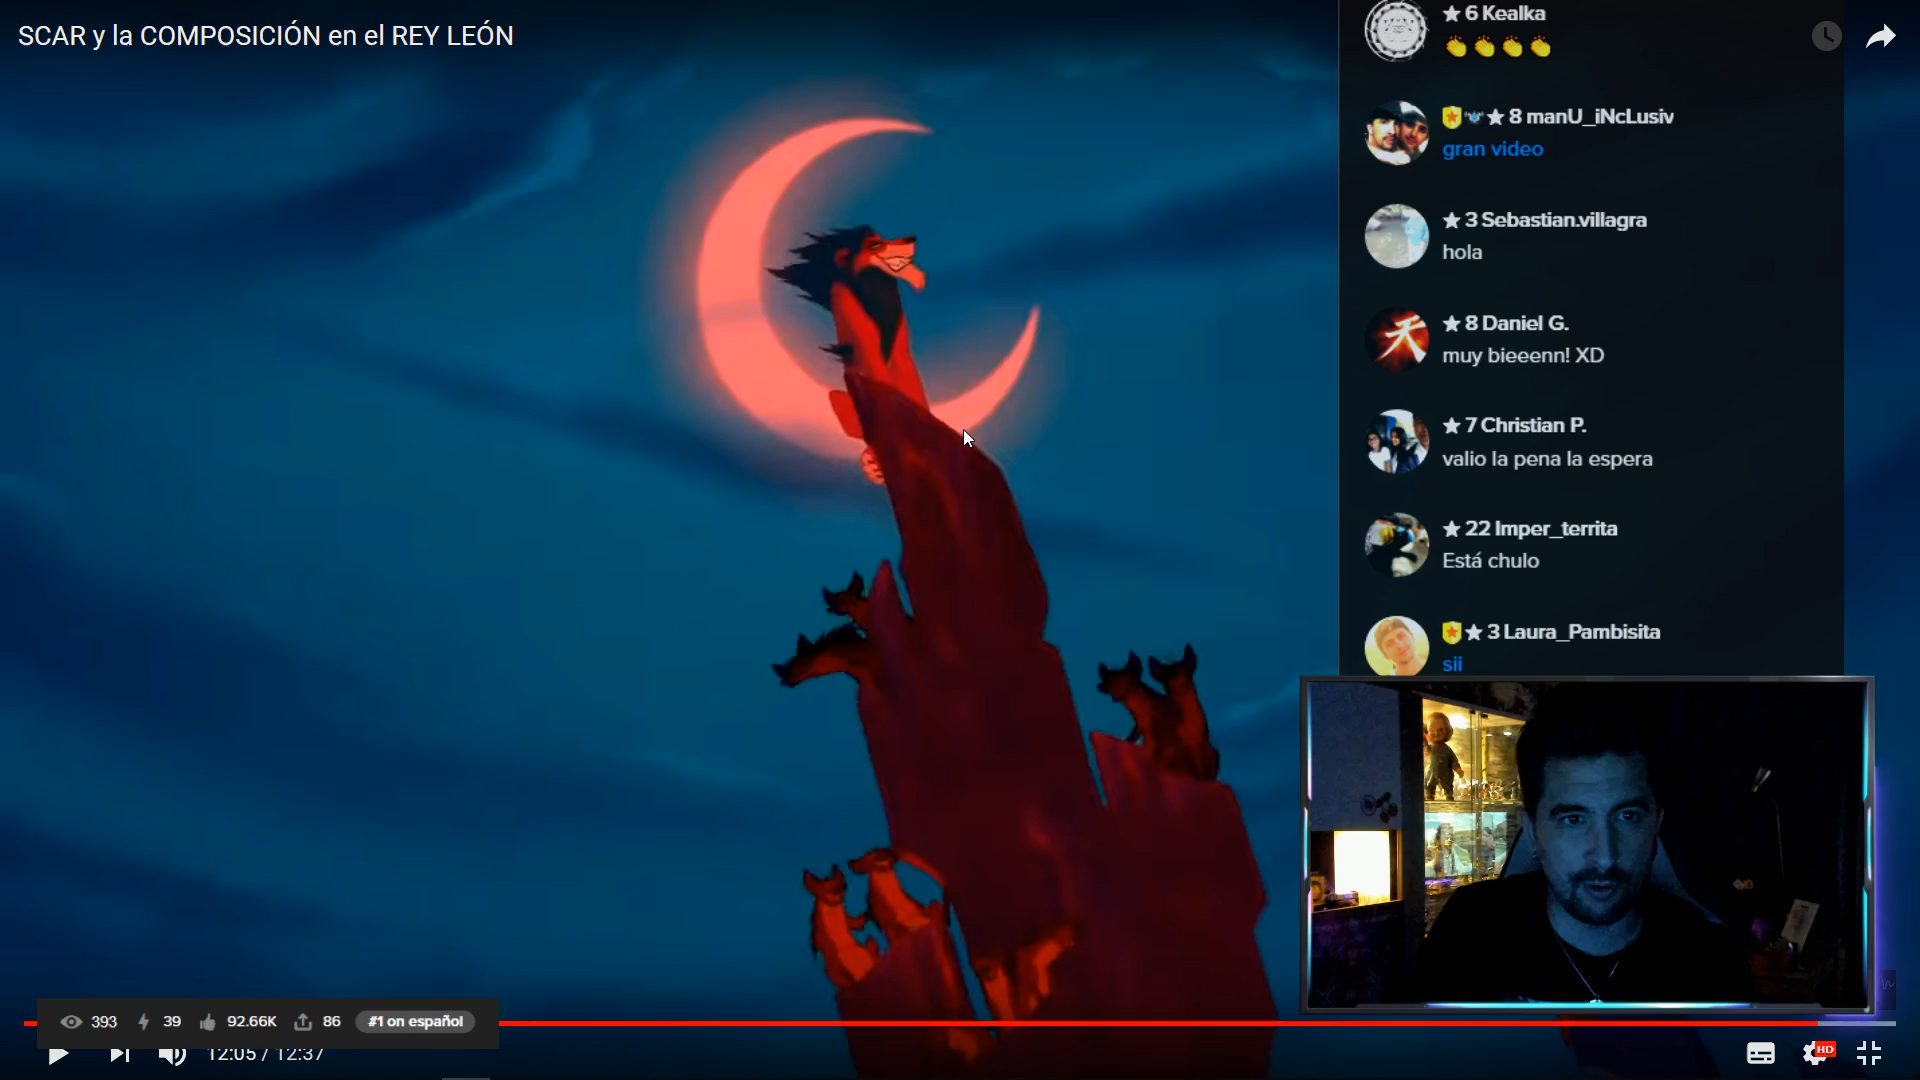 SCAR y la COMPOSICIÓN en el REY LEÓN
6 Kealka
8 manU_iNcLusiv
gran video
3 Sebastian.villagra
hola
天
8 Daniel G.
muy bieeenn! XD
7 Christian P.
valio la pena la espera
22 Imper_territa
Está chulo
3 Laura_Pambisita
sii
393 39 92.66K 86 #1 on español
12:05 / 12:37
HD